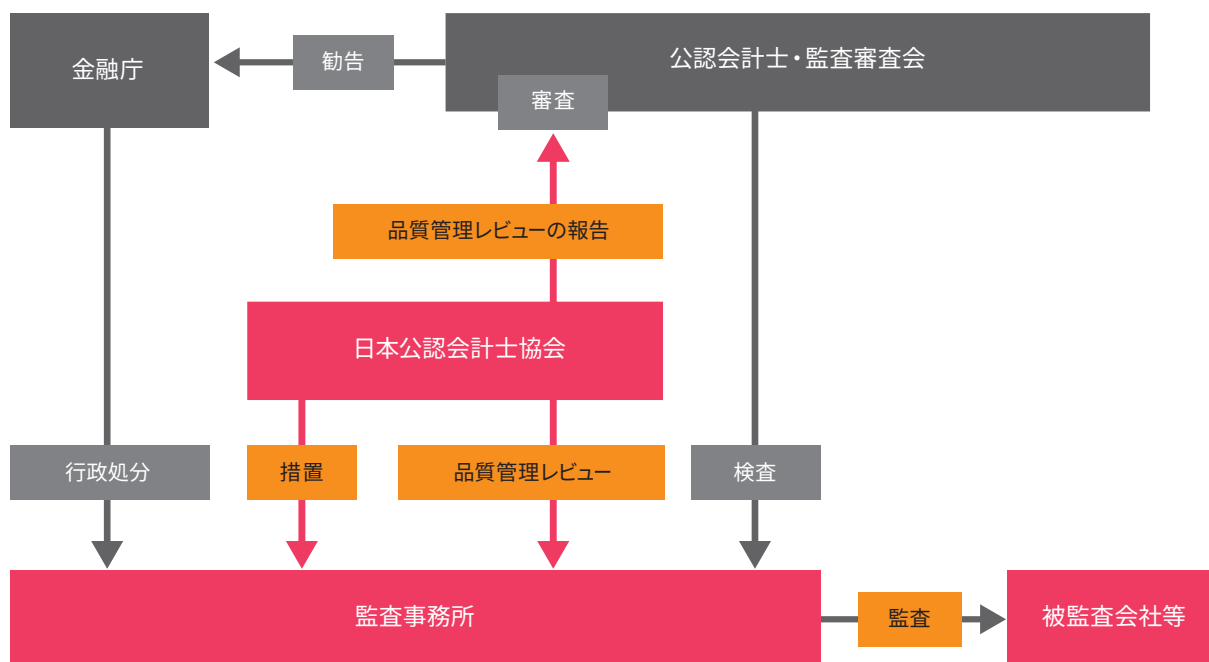 金融庁
勧告
公認会計士・監査審査会
審査
品質管理レビューの報告
日本公認会計士協会
行政処分
措置
品質管理レビュー
検査
監査事務所
監査
被監査会社等